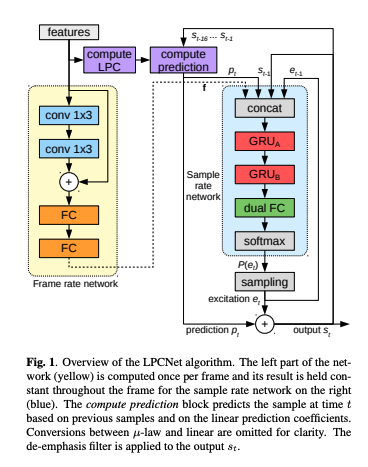 features
s_{t-16} ... s_{t-1}
compute
LPC
compute
prediction
p_t
s_{t-1}
e_{t-1}
f
conv 1x3
conv 1x3
+
FC
FC
Frame rate network
concat
GRU_A
GRU_B
dual FC
softmax
Sample
rate
network
P(e_t)
sampling
excitation e_t
prediction p_t
+
output s_t
Fig. 1. Overview of the LPCNet algorithm. The left part of the net-
work (yellow) is computed once per frame and its result is held con-
stant throughout the frame for the sample rate network on the right
(blue). The compute prediction block predicts the sample at time t
based on previous samples and on the linear prediction coefficients.
Conversions between μ-law and linear are omitted for clarity. The
de-emphasis filter is applied to the output s_t.